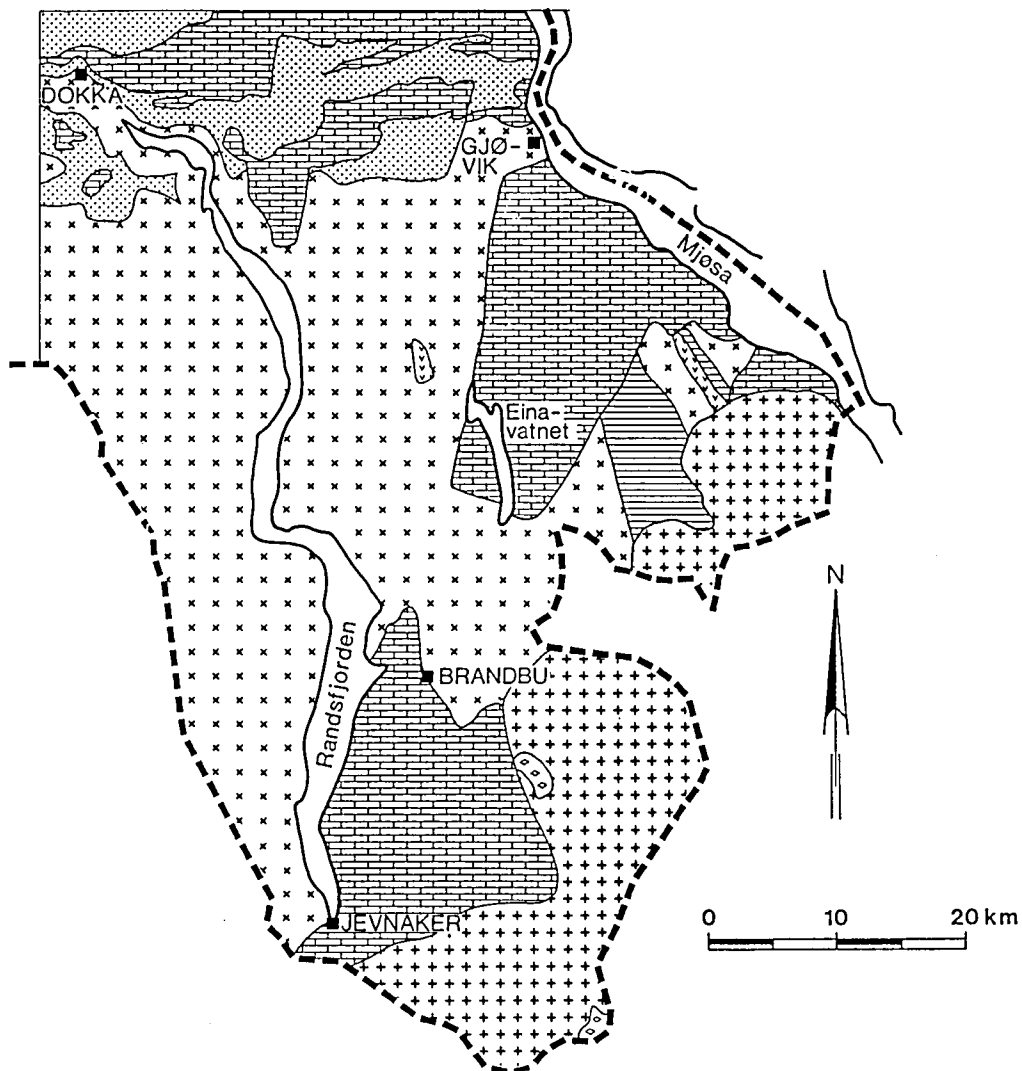 DOKKA
GJØ-
VIK
Mjøsa
Eina-
vatnet
N
Randsfjorden
BRANDBU
JEVNAKER
0 10 20 km